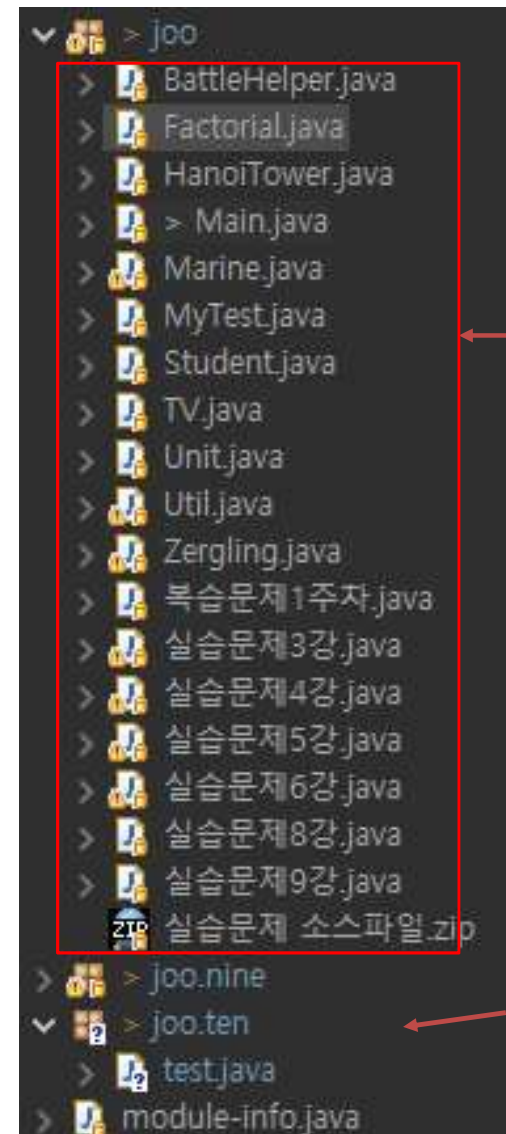 > joo
BattleHelper.java
Factorial.java
HanoiTower.java
> Main.java
Marine.java
MyTest.java
Student.java
TV.java
Unit.java
Util.java
Zergling.java
복습문제1주차.java
실습문제3강.java
실습문제4강.java
실습문제5강.java
실습문제6강.java
실습문제8강.java
실습문제9강.java
ZIP 실습문제 소스파일.zip
> joo.nine
> joo.ten
test.java
module-info.java